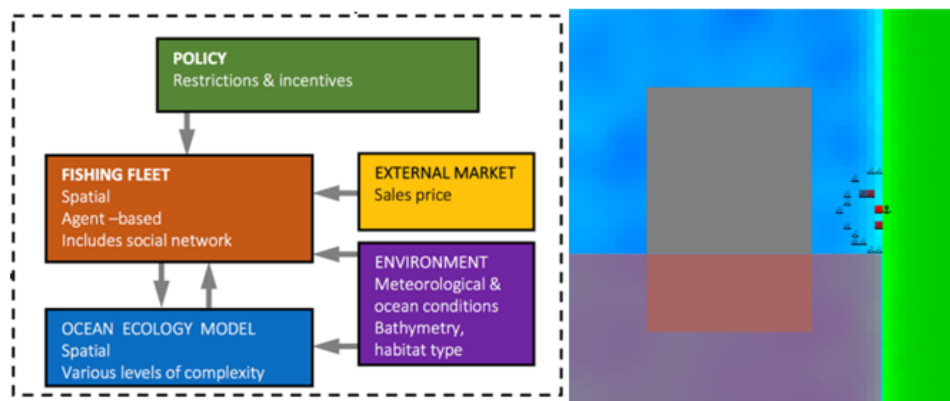 POLICY
Restrictions & incentives
FISHING FLEET
Spatial
Agent –based
Includes social network
EXTERNAL MARKET
Sales price
ENVIRONMENT
Meteorological &
ocean conditions
Bathymetry,
habitat type
OCEAN ECOLOGY MODEL
Spatial
Various levels of complexity